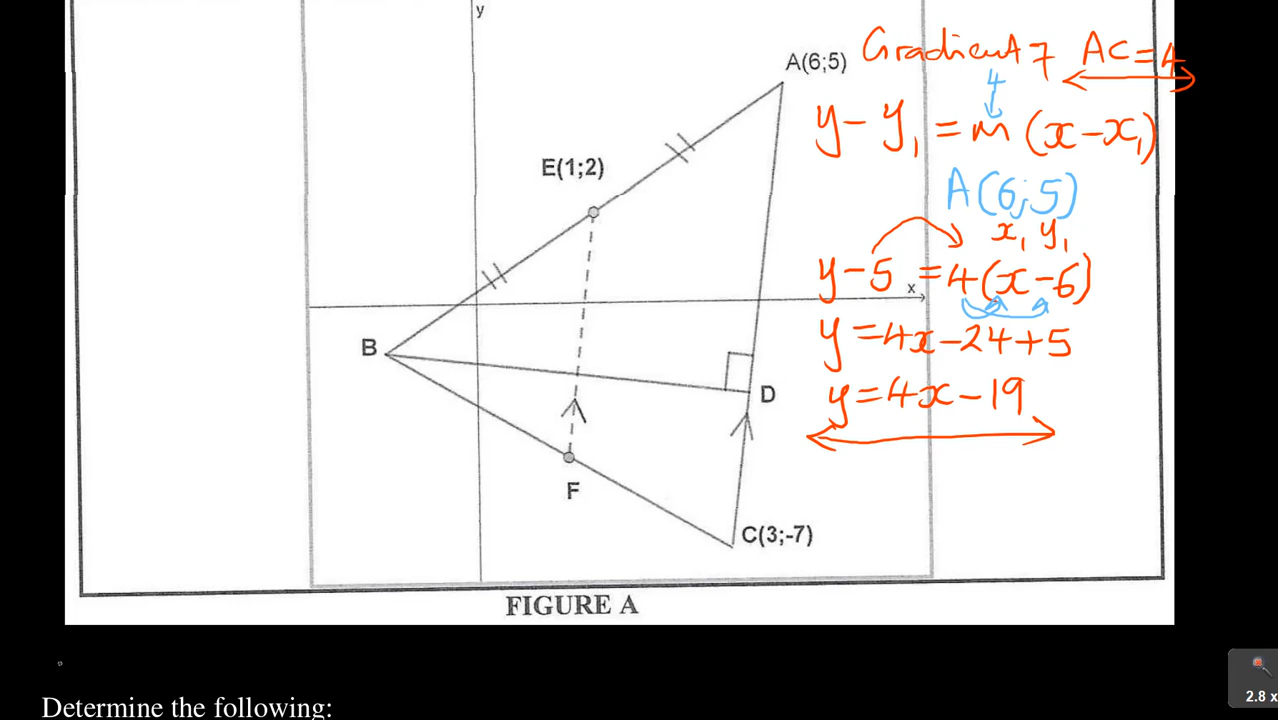 y
A(6;5)
Gradient 7 AC = 4
4
y - y₁ = m (x - x₁)
E(1;2)
A(6;5)
x₁ y₁
y - 5 = 4(x - 6)
x
B
y = 4x - 24 + 5
D
y = 4x - 19
F
C(3;-7)
FIGURE A
Determine the following:
2.8 x